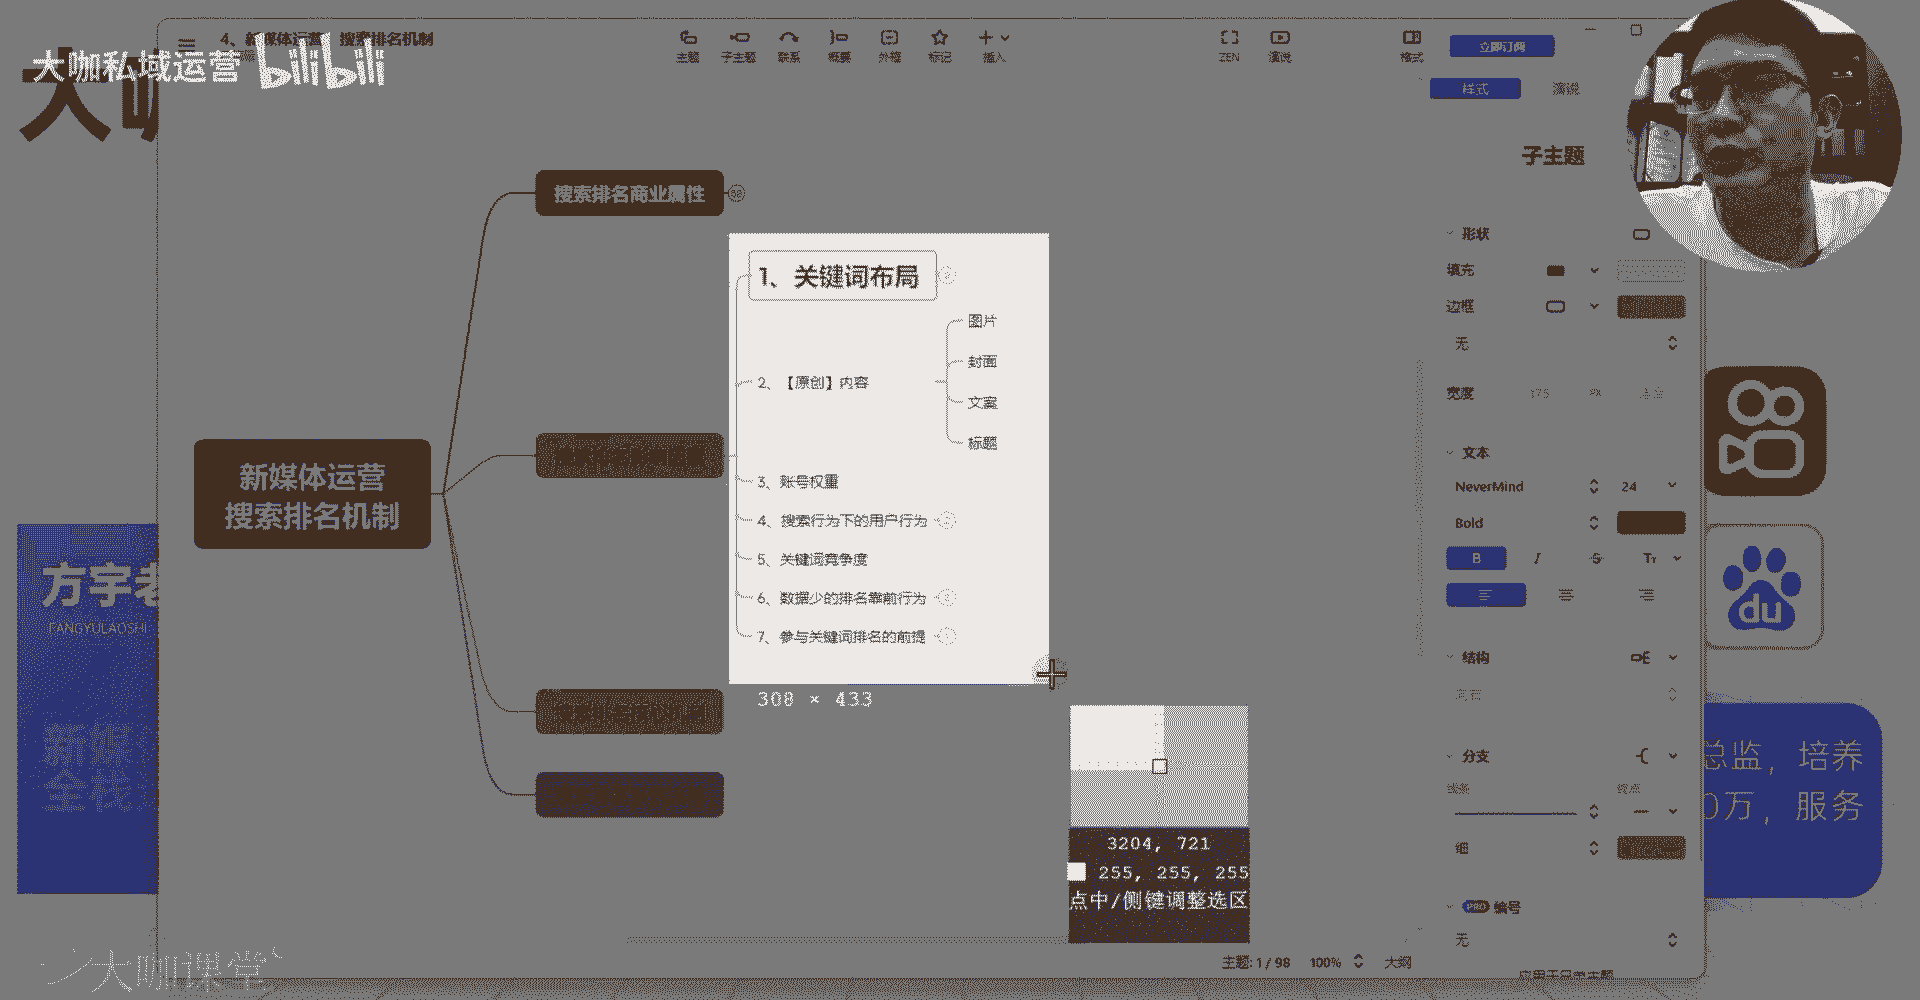 4、新媒体运营 搜索排名机制
大咖私域运营
bilibili
主题
子主题
联系
概要
外框
标记
插入
ZEN
演说
格式
立即订阅
样式
演说
子主题
搜索排名商业属性
新媒体运营
搜索排名机制
1、关键词布局
2、【原创】内容
图片
封面
文案
标题
3、账号权重
4、搜索行为下的用户行为
5、关键词竞争度
6、数据少的排名靠前行为
7、参与关键词排名的前提
308 × 433
3204, 721
255, 255, 255
点中/侧键调整选区
形状
填充
边框
无
宽度
175
PX
文本
NeverMind
24
Bold
B
I
S
Tт
结构
分支
细
PRO 编号
无
主题: 1 / 98
100%
大纲
方宇老
FANGYULAOSHI
新媒
全栈
du
总监，培养
0万，服务
大咖课堂